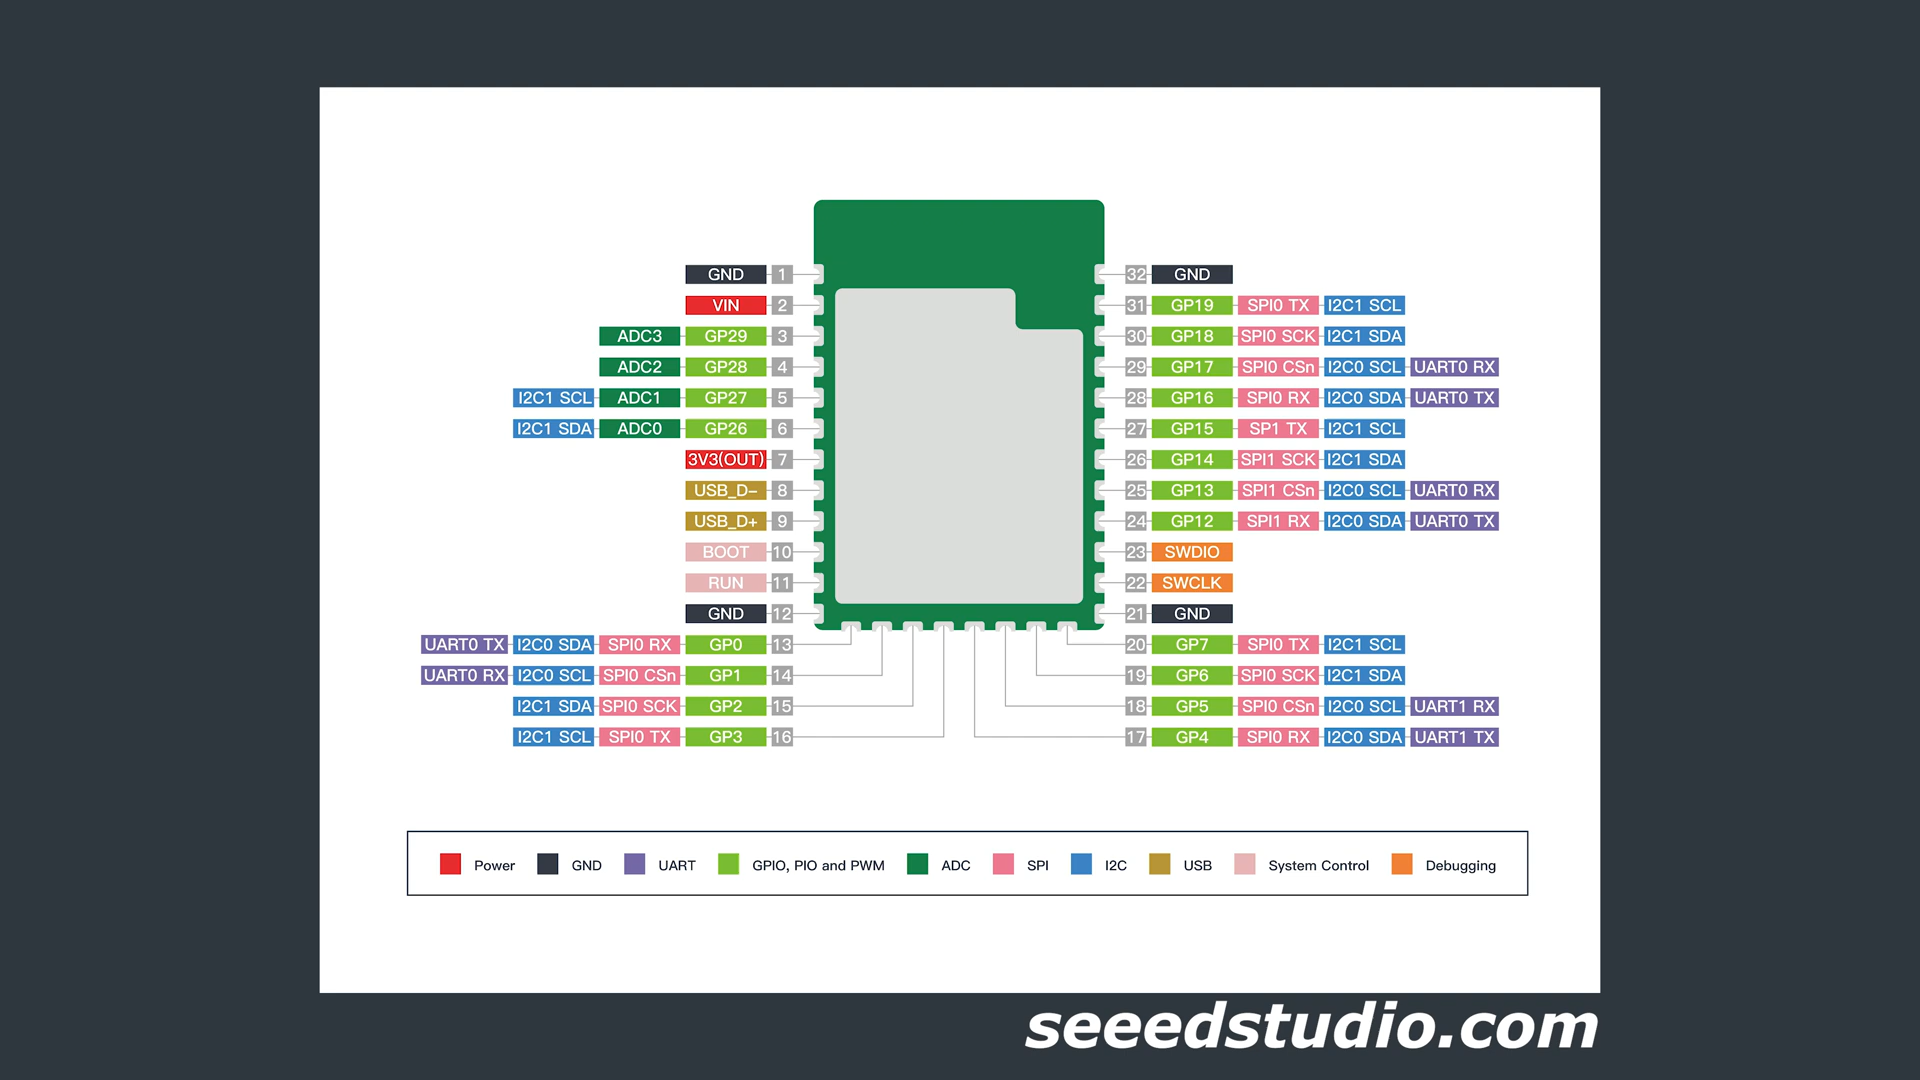 GND 1 32 GND
VIN 2 31 GP19 SPI0 TX I2C1 SCL
ADC3 GP29 3 30 GP18 SPI0 SCK I2C1 SDA
ADC2 GP28 4 29 GP17 SPI0 CSn I2C0 SCL UART0 RX
I2C1 SCL ADC1 GP27 5 28 GP16 SPI0 RX I2C0 SDA UART0 TX
I2C1 SDA ADC0 GP26 6 27 GP15 SP1 TX I2C1 SCL
3V3(OUT) 7 26 GP14 SPI1 SCK I2C1 SDA
USB_D− 8 25 GP13 SPI1 CSn I2C0 SCL UART0 RX
USB_D+ 9 24 GP12 SPI1 RX I2C0 SDA UART0 TX
BOOT 10 23 SWDIO
RUN 11 22 SWCLK
GND 12 21 GND
UART0 TX I2C0 SDA SPI0 RX GP0 13 20 GP7 SPI0 TX I2C1 SCL
UART0 RX I2C0 SCL SPI0 CSn GP1 14 19 GP6 SPI0 SCK I2C1 SDA
I2C1 SDA SPI0 SCK GP2 15 18 GP5 SPI0 CSn I2C0 SCL UART1 RX
I2C1 SCL SPI0 TX GP3 16 17 GP4 SPI0 RX I2C0 SDA UART1 TX
Power GND UART GPIO, PIO and PWM ADC SPI I2C USB System Control Debugging
seeedstudio.com